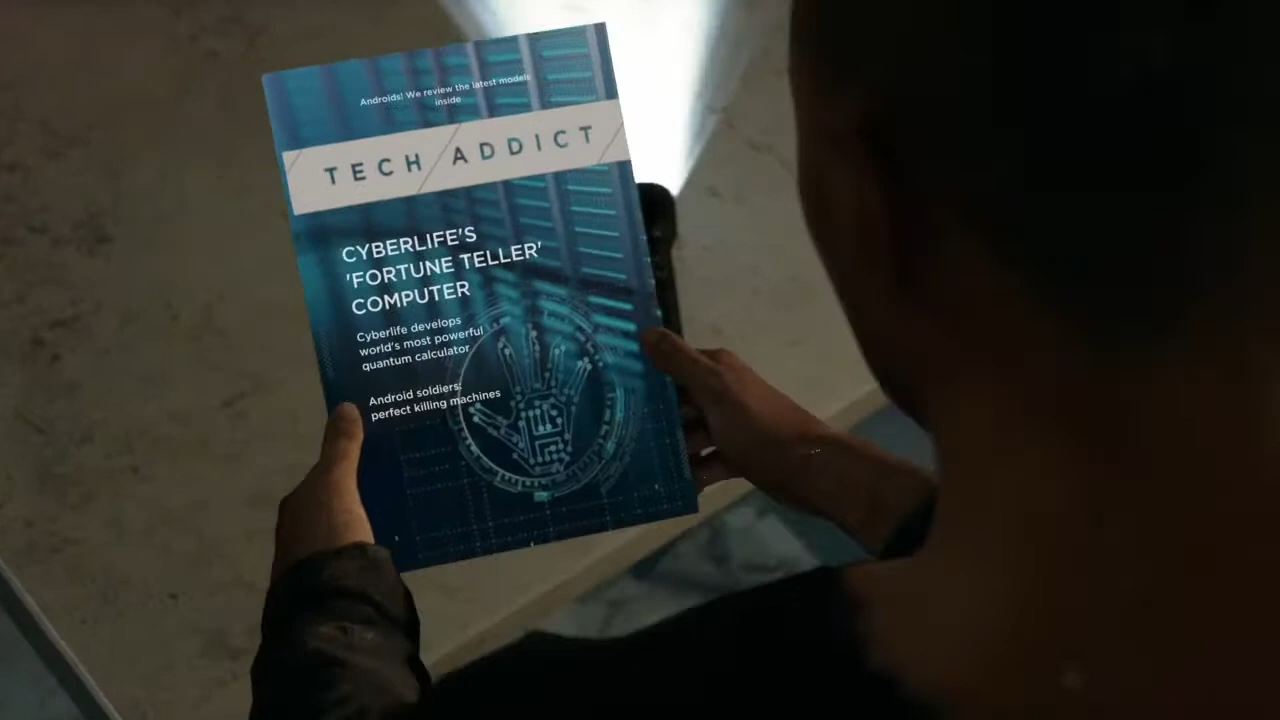 Androids! We review the latest models
inside
TECH ADDICT
CYBERLIFE'S
'FORTUNE TELLER'
COMPUTER
Cyberlife develops
world's most powerful
quantum calculator
Android soldiers:
perfect killing machines